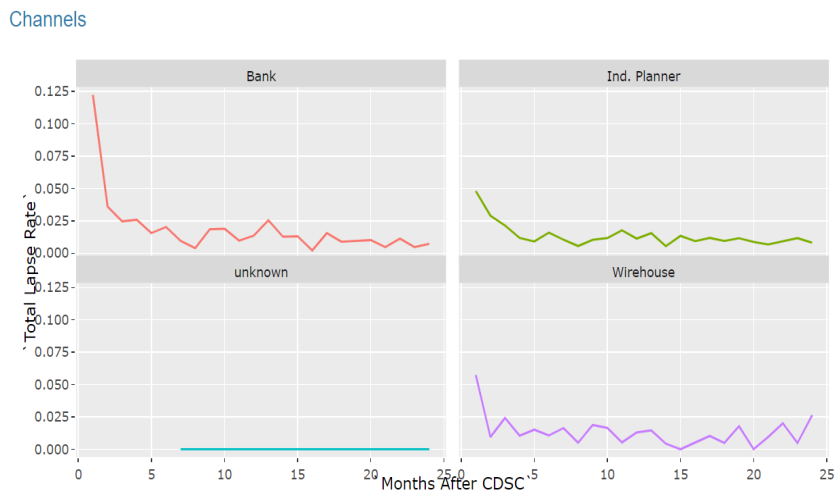 Channels
Bank
Ind. Planner
0.125
0.100
0.075
0.050
0.025
0.000
unknown
Wirehouse
0.125
0.100
0.075
0.050
0.025
0.000
`Total Lapse Rate`
0 5 10 15 20 25 0 5 10 15 20 25
`Months After CDSC`